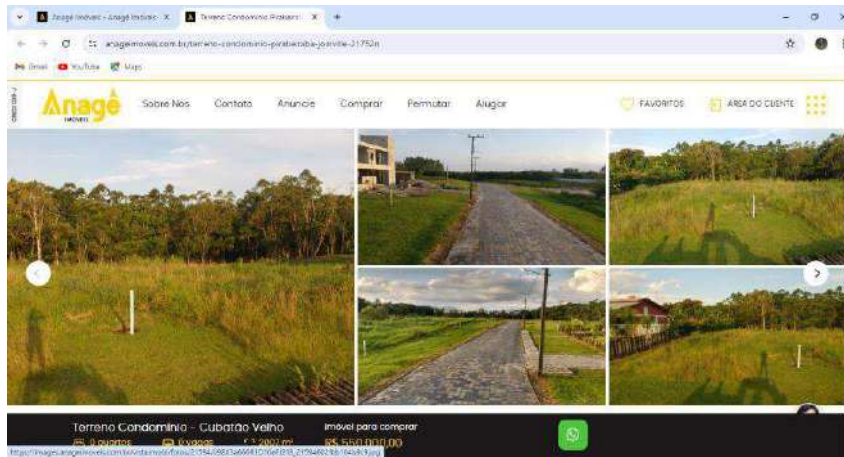 Anagê Imóveis - Anagê Imóveis X
Terreno Condomínio Pirabeiraba X +
anageimoveis.com.br/terreno-condominio-pirabeiraba-joinville-21752n
Gmail YouTube Maps
Anagê
IMÓVEIS
Sobre Nós Contato Anuncie Comprar Permutar Alugar
FAVORITOS ÁREA DO CLIENTE
Terreno Condomínio - Cubatão Velho
Imóvel para comprar
0 quartos 0 vagas 2007 m²
R$ 550.000,00